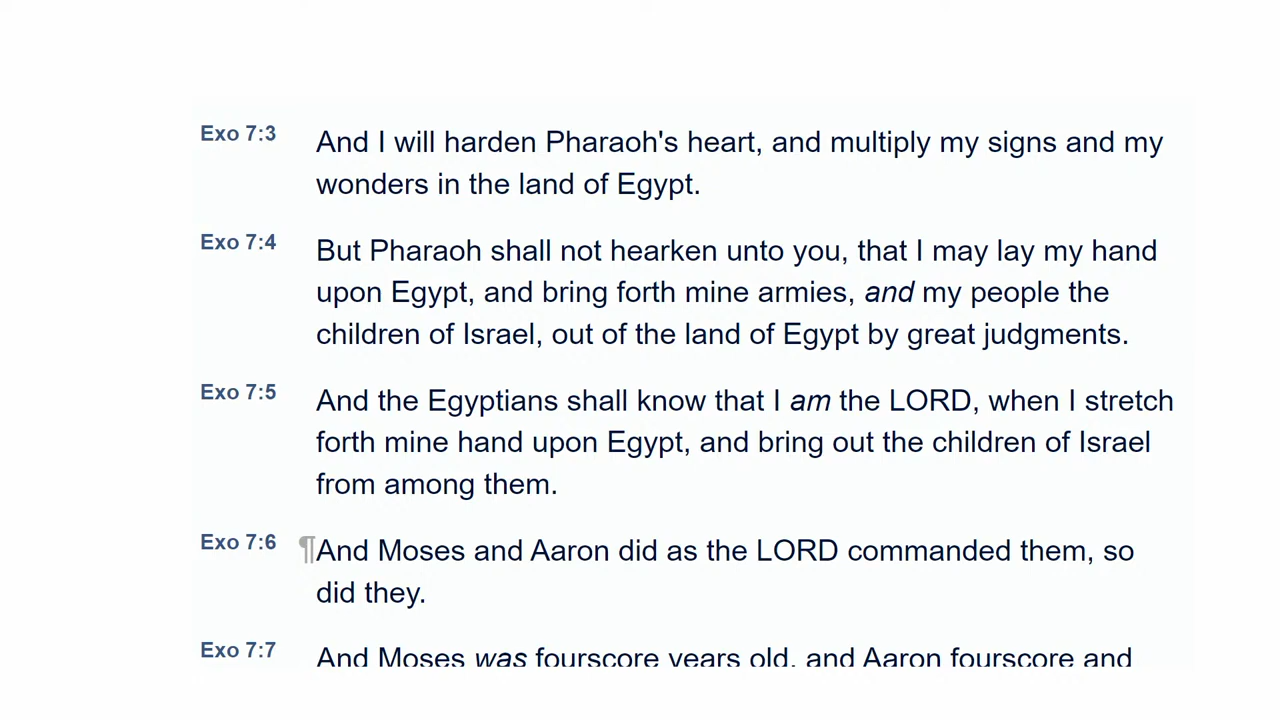 Exo 7:3 And I will harden Pharaoh's heart, and multiply my signs and my
wonders in the land of Egypt.
Exo 7:4 But Pharaoh shall not hearken unto you, that I may lay my hand
upon Egypt, and bring forth mine armies, and my people the
children of Israel, out of the land of Egypt by great judgments.
Exo 7:5 And the Egyptians shall know that I am the LORD, when I stretch
forth mine hand upon Egypt, and bring out the children of Israel
from among them.
Exo 7:6 ¶And Moses and Aaron did as the LORD commanded them, so
did they.
Exo 7:7 And Moses was fourscore years old, and Aaron fourscore and